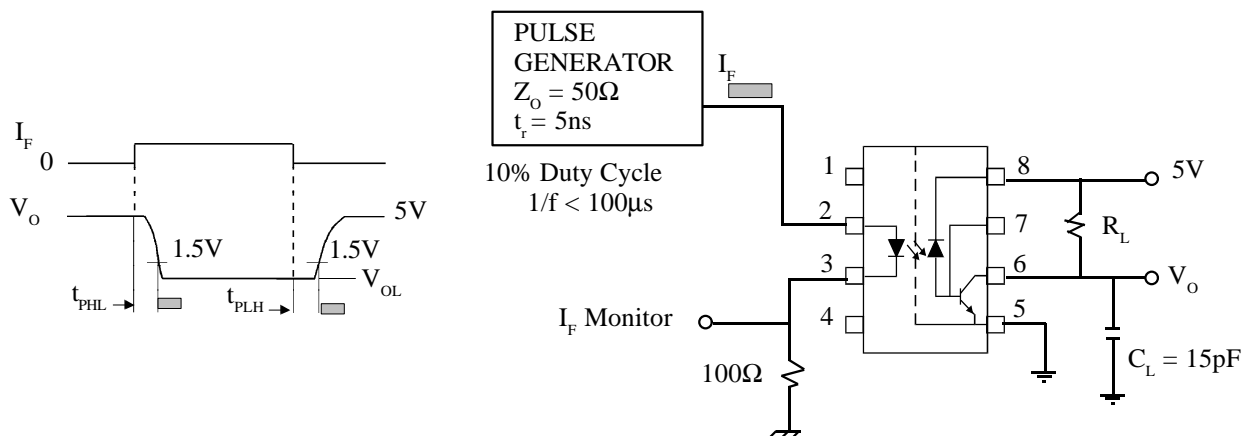 PULSE
GENERATOR
Z_O = 50Ω
t_r = 5ns
I_F
10% Duty Cycle
1/f < 100μs
I_F
0
V_O
5V
1.5V
1.5V
V_OL
t_PHL
t_PLH
1
2
3
4
8
7
6
5
5V
R_L
V_O
I_F Monitor
100Ω
C_L = 15pF